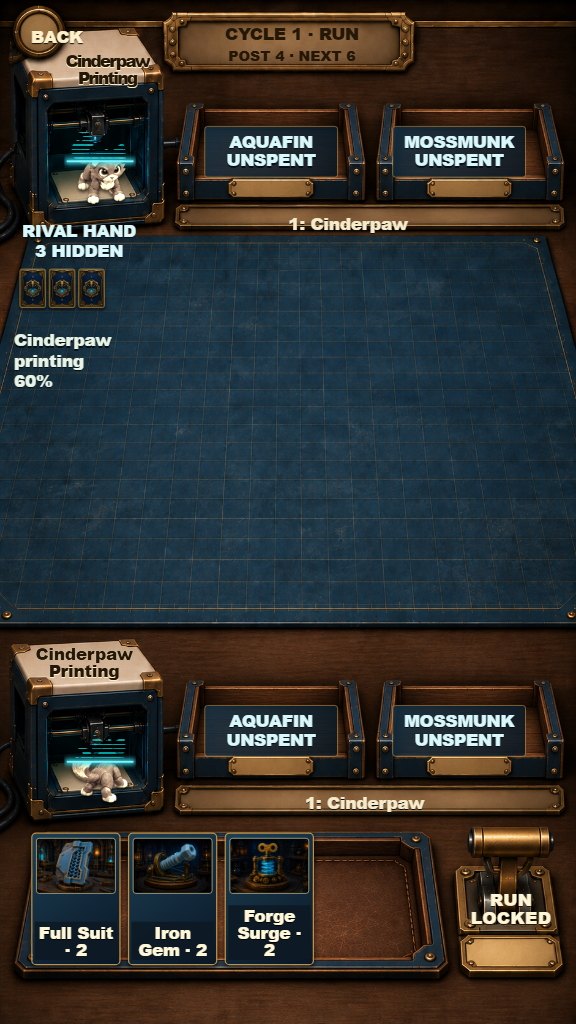 BACK
CYCLE 1 · RUN
POST 4 · NEXT 6
Cinderpaw
Printing
AQUAFIN
UNSPENT
MOSSMUNK
UNSPENT
1: Cinderpaw
RIVAL HAND
3 HIDDEN
Cinderpaw
printing
60%
Cinderpaw
Printing
AQUAFIN
UNSPENT
MOSSMUNK
UNSPENT
1: Cinderpaw
Full Suit
· 2
Iron
Gem · 2
Forge
Surge ·
2
RUN
LOCKED